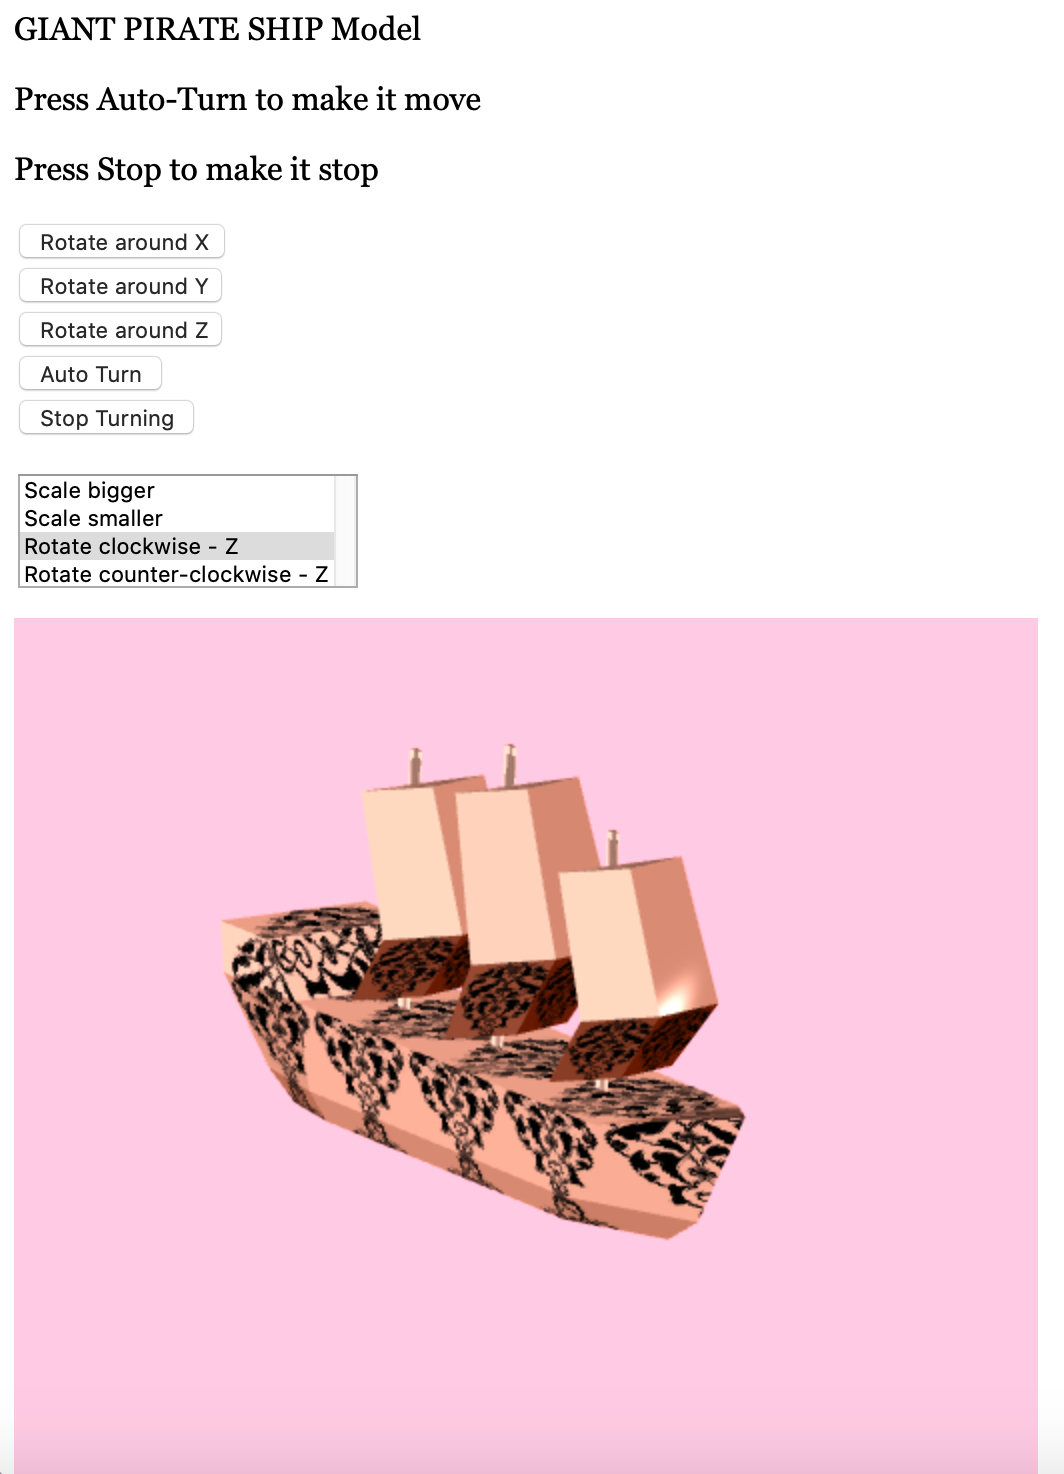 GIANT PIRATE SHIP Model
Press Auto-Turn to make it move
Press Stop to make it stop
Rotate around X
Rotate around Y
Rotate around Z
Auto Turn
Stop Turning
Scale bigger
Scale smaller
Rotate clockwise - Z
Rotate counter-clockwise - Z